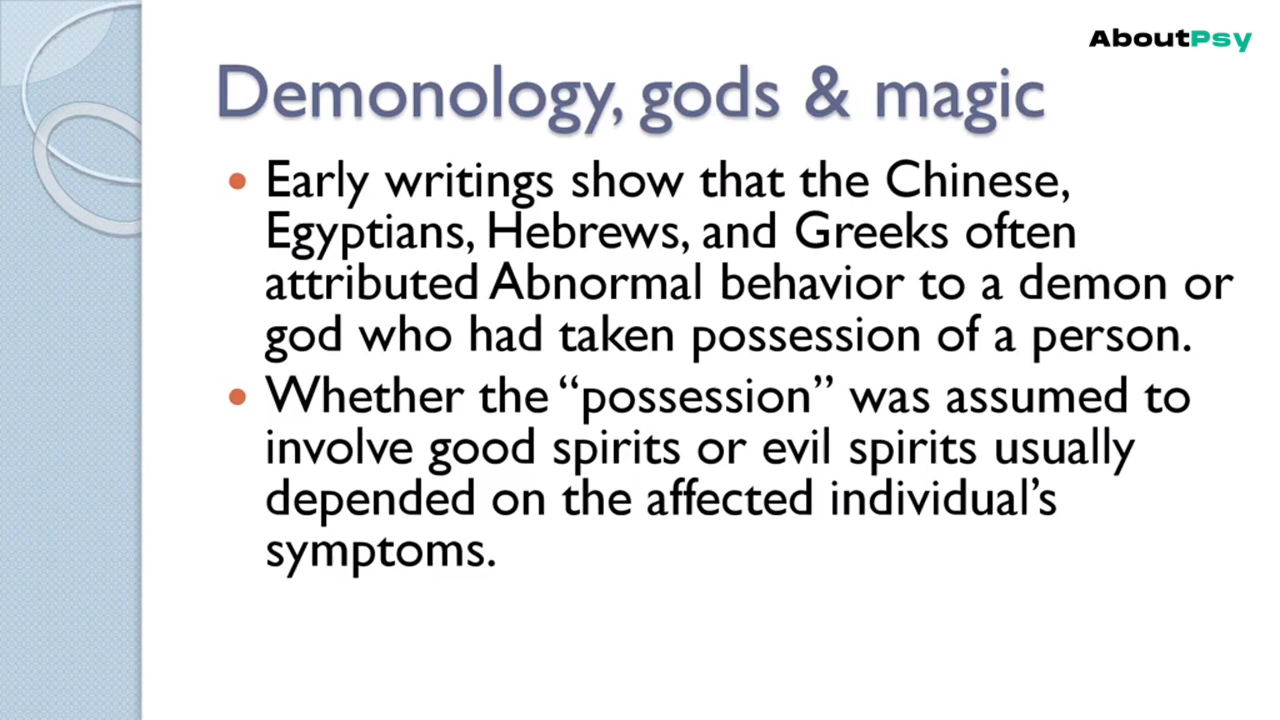 AboutPsy
Demonology, gods & magic
• Early writings show that the Chinese,
Egyptians, Hebrews, and Greeks often
attributed Abnormal behavior to a demon or
god who had taken possession of a person.
• Whether the “possession” was assumed to
involve good spirits or evil spirits usually
depended on the affected individual’s
symptoms.